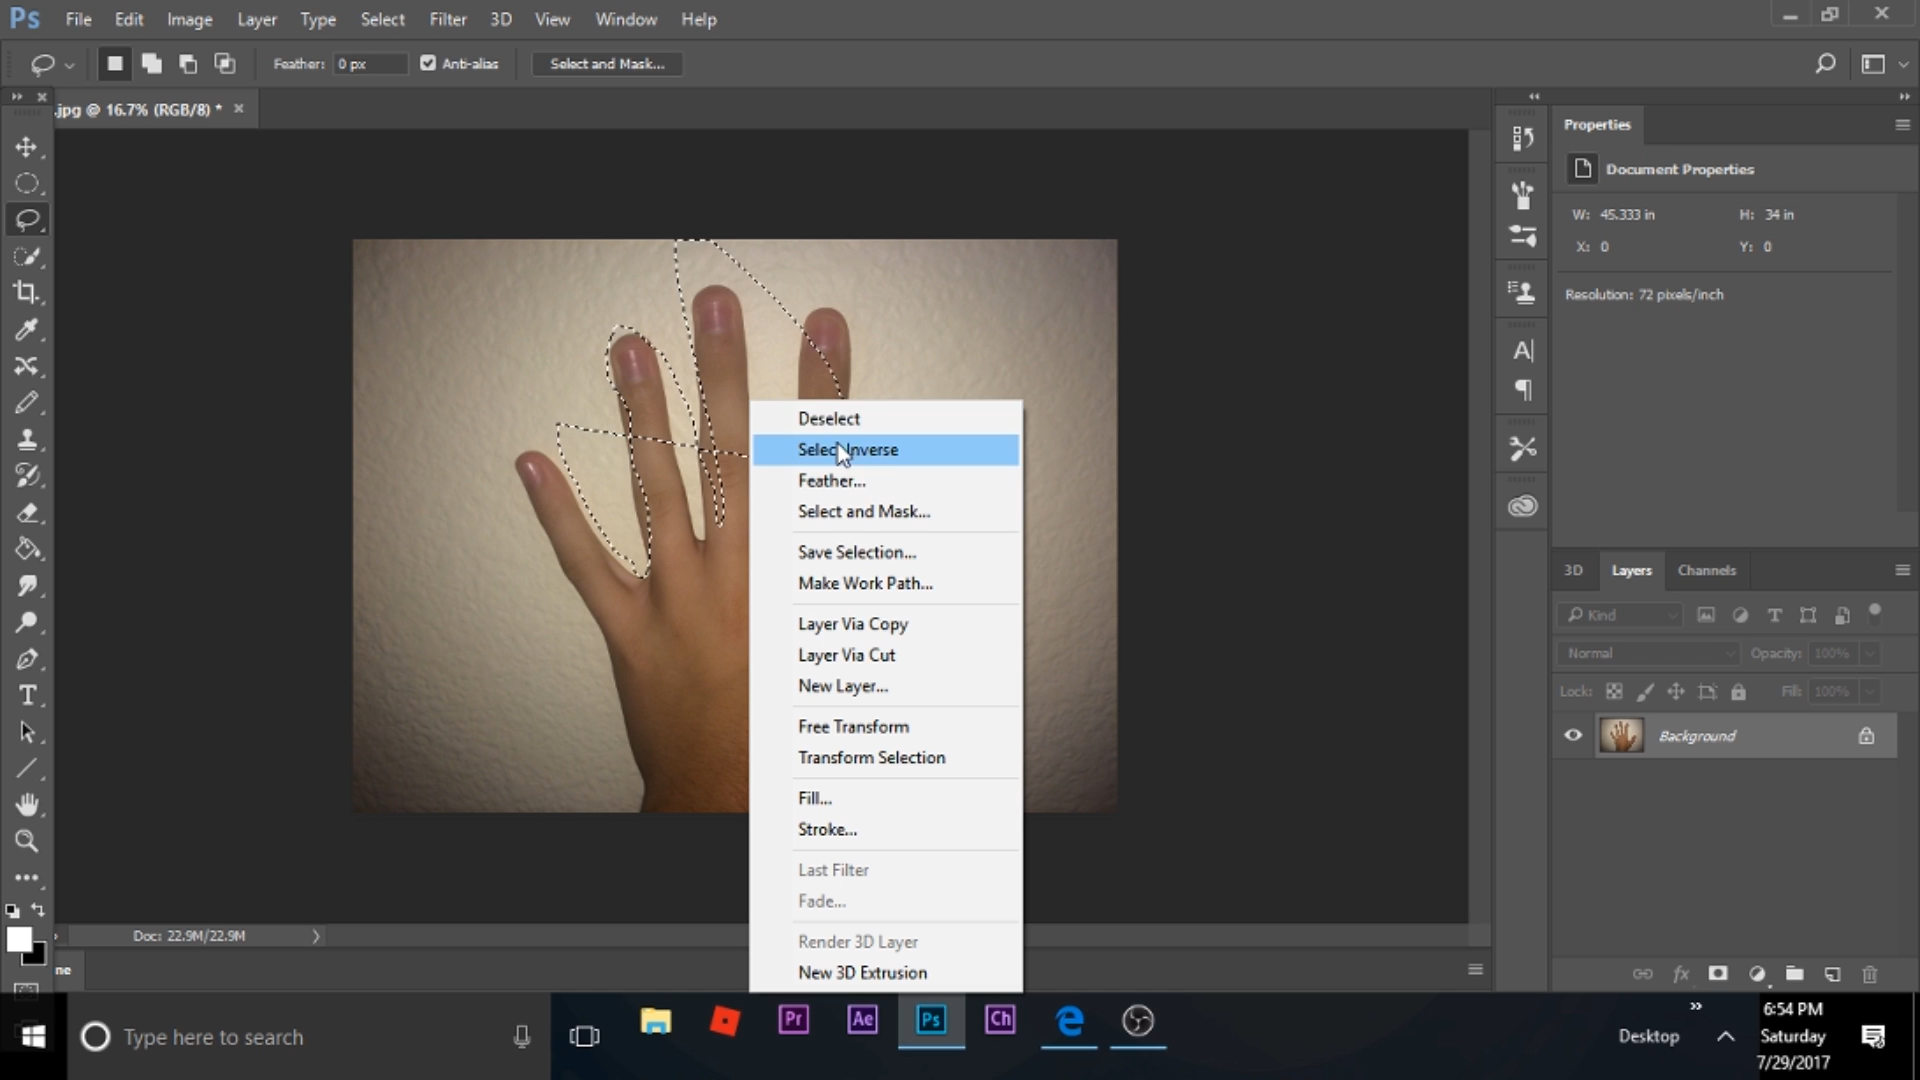 Ps File Edit Image Layer Type Select Filter 3D View Window Help
Feather: 0 px Anti-alias Select and Mask...
.jpg @ 16.7% (RGB/8) *
Properties
Document Properties
W: 45.333 in H: 34 in
X: 0 Y: 0
Resolution: 72 pixels/inch
Deselect
Select Inverse
Feather...
Select and Mask...
Save Selection...
Make Work Path...
Layer Via Copy
Layer Via Cut
New Layer...
Free Transform
Transform Selection
Fill...
Stroke...
Last Filter
Fade...
Render 3D Layer
New 3D Extrusion
3D Layers Channels
Kind
Normal Opacity: 100%
Lock: Fill: 100%
Background
Doc: 22.9M/22.9M
ne
Type here to search
Pr Ae Ps Ch
Desktop
6:54 PM
Saturday
7/29/2017